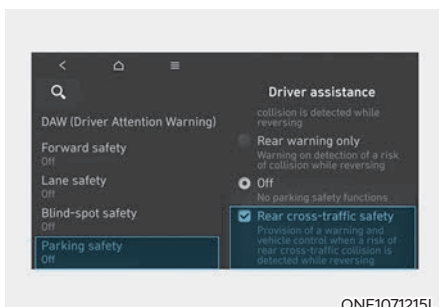 DAW (Driver Attention Warning)
Forward safety
Off
Lane safety
Off
Blind-spot safety
Off
Parking safety
Off
Driver assistance
collision is detected while
reversing
Rear warning only
Warning on detection of a risk
of collision while reversing
Off
No parking safety functions
Rear cross-traffic safety
Provision of a warning and
vehicle control when a risk of
rear cross-traffic collision is
detected while reversing